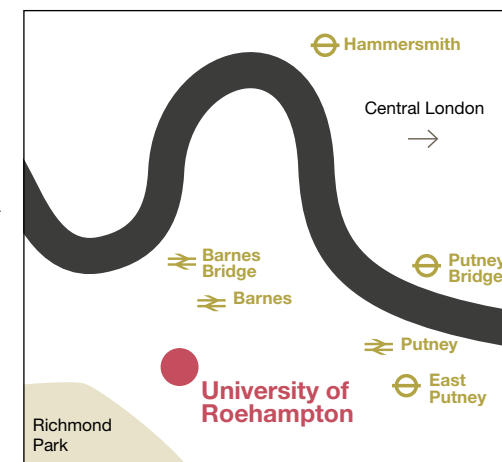 Hammersmith
Central London
Barnes
Bridge
Putney
Bridge
Barnes
Putney
University of
Roehampton
East
Putney
Richmond
Park